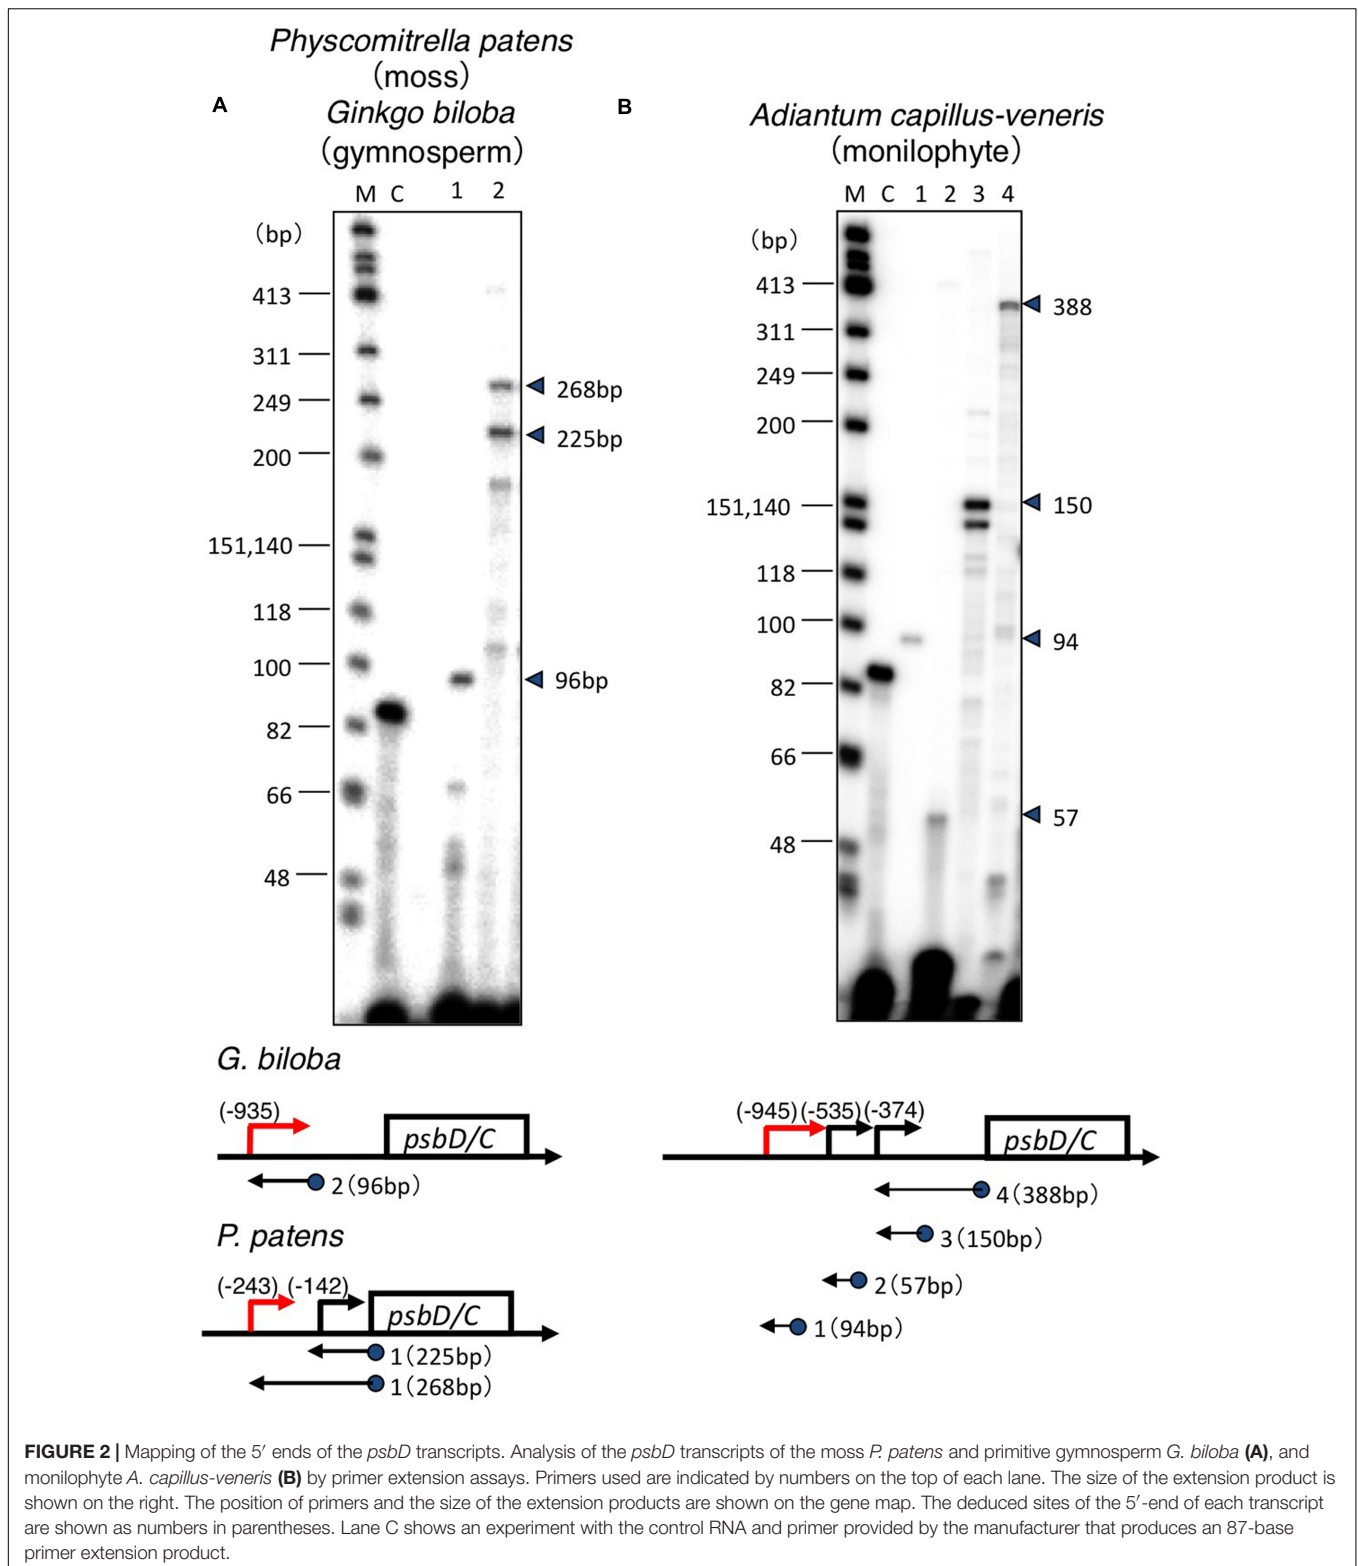 Physcomitrella patens
(moss)
A
Ginkgo biloba
(gymnosperm)
M C 1 2
(bp)
413
311
249
200
151,140
118
100
82
66
48
268bp
225bp
96bp
B
Adiantum capillus-veneris
(monilophyte)
M C 1 2 3 4
(bp)
413
311
249
200
151,140
118
100
82
66
48
388
150
94
57
G. biloba
(-935)
psbD/C
2(96bp)
P. patens
(-243) (-142)
psbD/C
1(225bp)
1(268bp)
(-945)(-535)(-374)
psbD/C
4(388bp)
3(150bp)
2(57bp)
1(94bp)
FIGURE 2 | Mapping of the 5′ ends of the psbD transcripts. Analysis of the psbD transcripts of the moss P. patens and primitive gymnosperm G. biloba (A), and
monilophyte A. capillus-veneris (B) by primer extension assays. Primers used are indicated by numbers on the top of each lane. The size of the extension product is
shown on the right. The position of primers and the size of the extension products are shown on the gene map. The deduced sites of the 5′-end of each transcript
are shown as numbers in parentheses. Lane C shows an experiment with the control RNA and primer provided by the manufacturer that produces an 87-base
primer extension product.